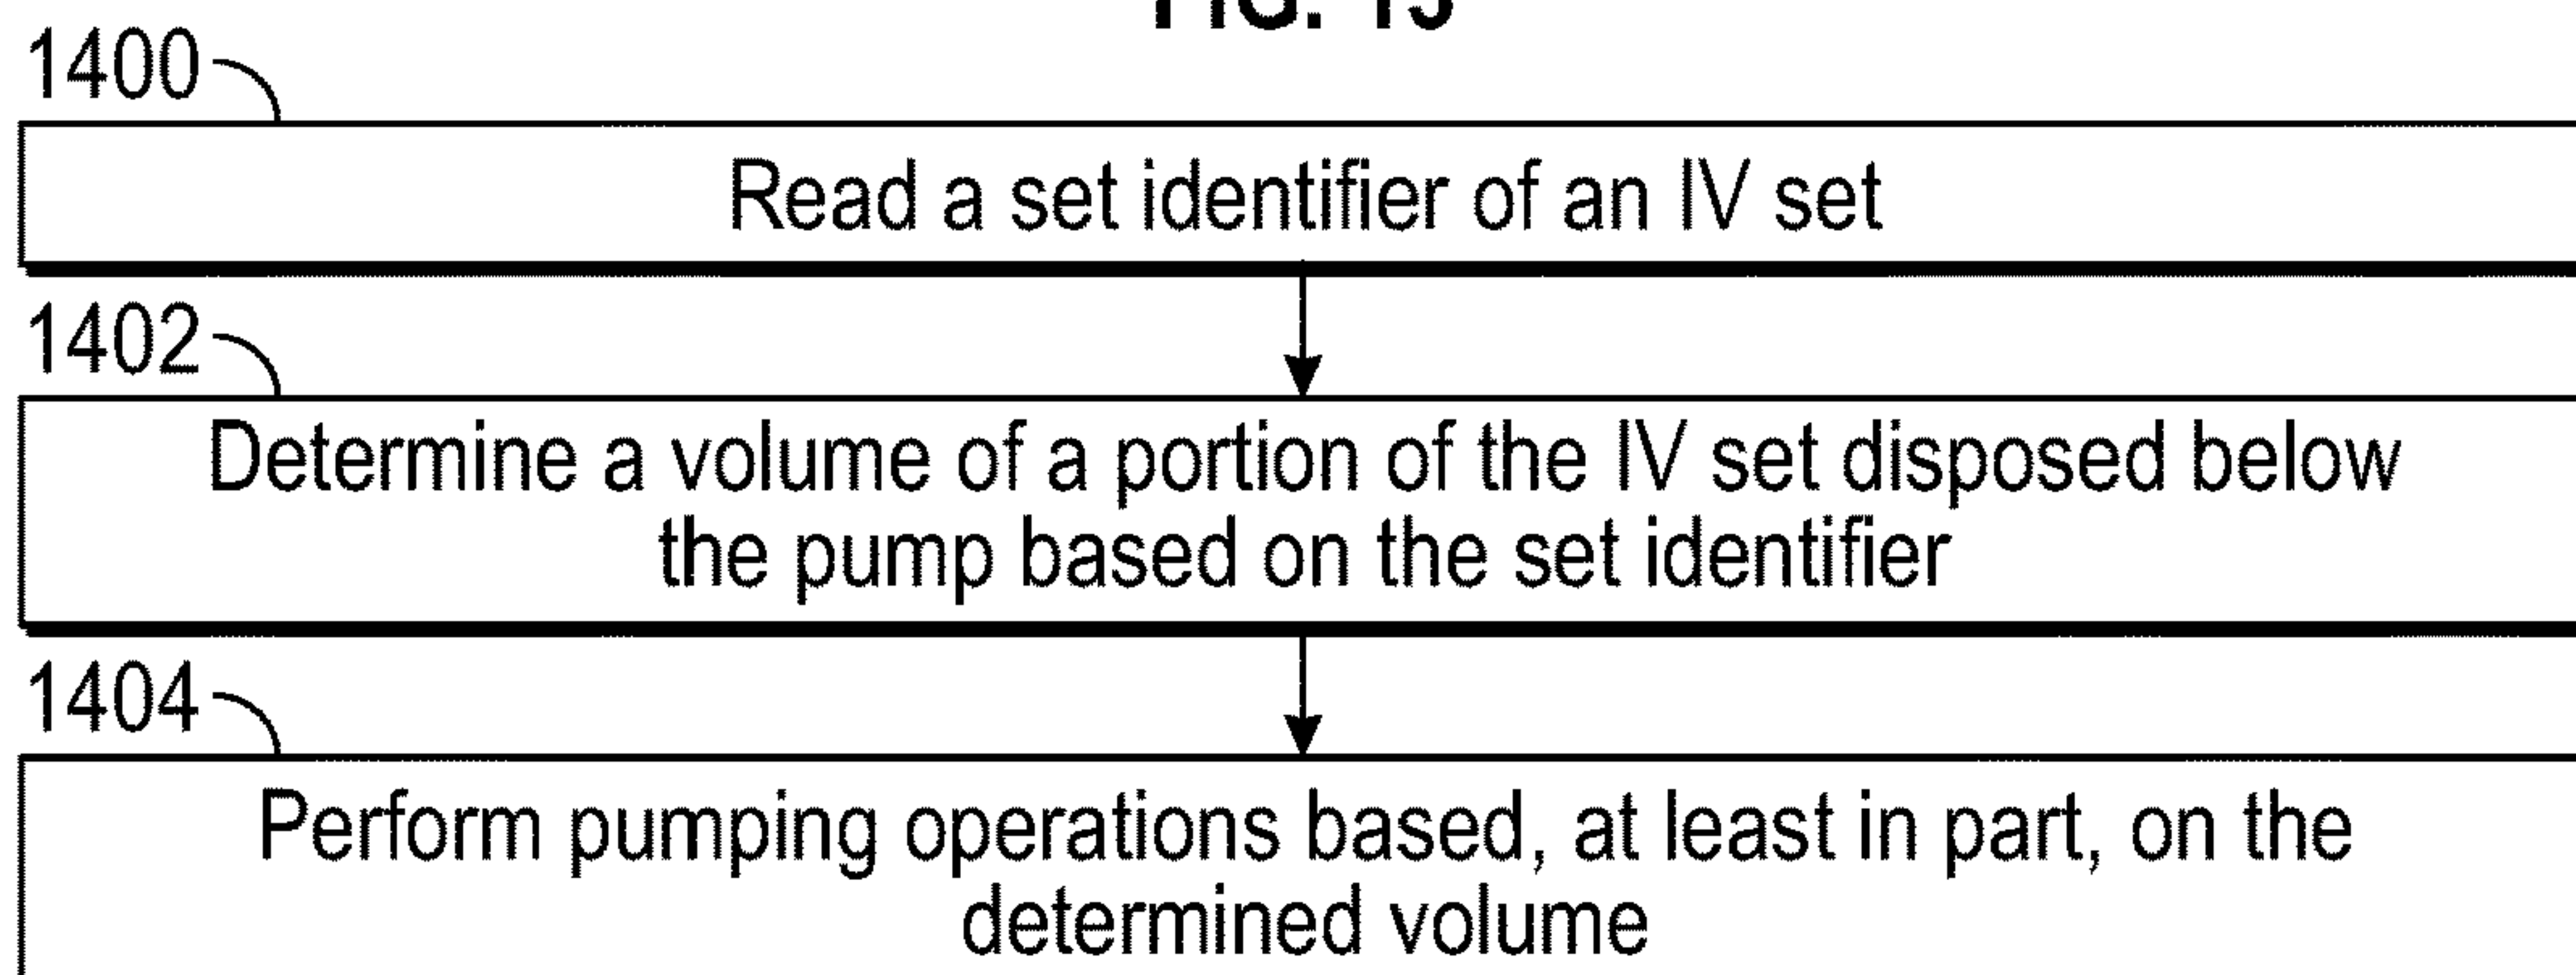 FIG. 13
1400
Read a set identifier of an IV set
1402
Determine a volume of a portion of the IV set disposed below
the pump based on the set identifier
1404
Perform pumping operations based, at least in part, on the
determined volume